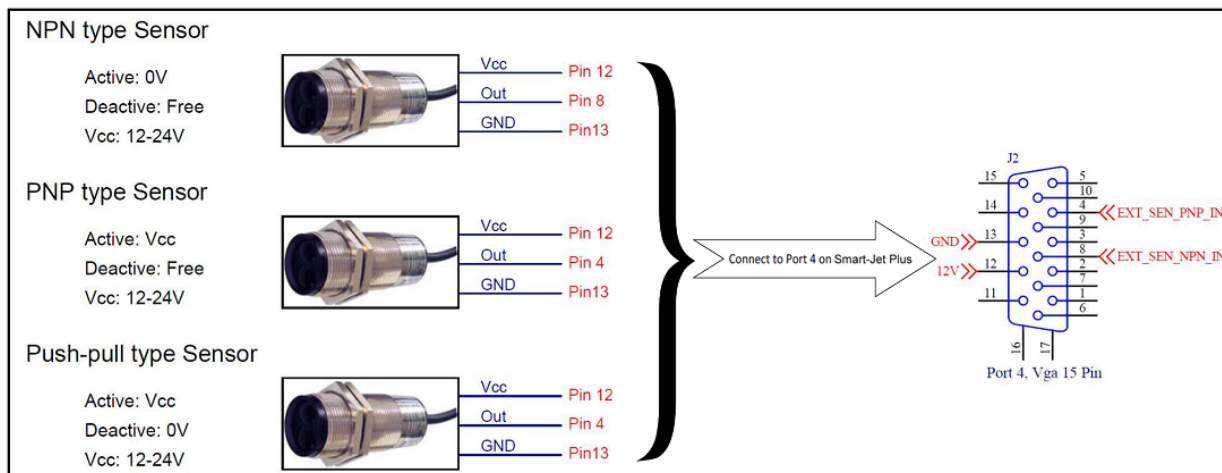 NPN type Sensor
Active: 0V
Deactive: Free
Vcc: 12-24V
Vcc Pin 12
Out Pin 8
GND Pin13
PNP type Sensor
Active: Vcc
Deactive: Free
Vcc: 12-24V
Vcc Pin 12
Out Pin 4
GND Pin13
Push-pull type Sensor
Active: Vcc
Deactive: 0V
Vcc: 12-24V
Vcc Pin 12
Out Pin 4
GND Pin13
Connect to Port 4 on Smart-Jet Plus
J2
15 5
10
14 4 EXT_SEN_PNP_IN
9
GND 13 3
8 EXT_SEN_NPN_IN
12V 12 2
7
11 1
6
16 17
Port 4, Vga 15 Pin